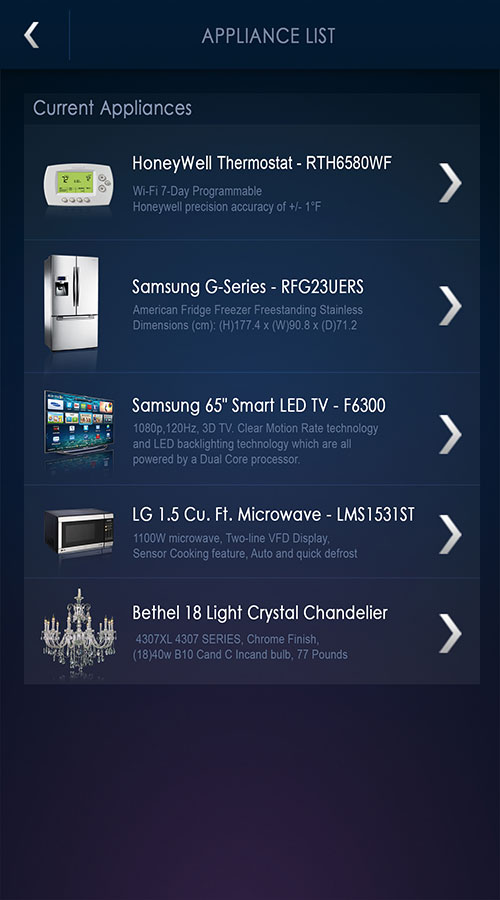 APPLIANCE LIST
Current Appliances
HoneyWell Thermostat - RTH6580WF
Wi-Fi 7-Day Programmable
Honeywell precision accuracy of +/- 1°F
Samsung G-Series - RFG23UERS
American Fridge Freezer Freestanding Stainless
Dimensions (cm): (H)177.4 x (W)90.8 x (D)71.2
Samsung 65" Smart LED TV - F6300
1080p,120Hz, 3D TV. Clear Motion Rate technology
and LED backlighting technology which are all
powered by a Dual Core processor.
LG 1.5 Cu. Ft. Microwave - LMS1531ST
1100W microwave, Two-line VFD Display,
Sensor Cooking feature, Auto and quick defrost
Bethel 18 Light Crystal Chandelier
4307XL 4307 SERIES, Chrome Finish,
(18)40w B10 Cand C Incand bulb, 77 Pounds